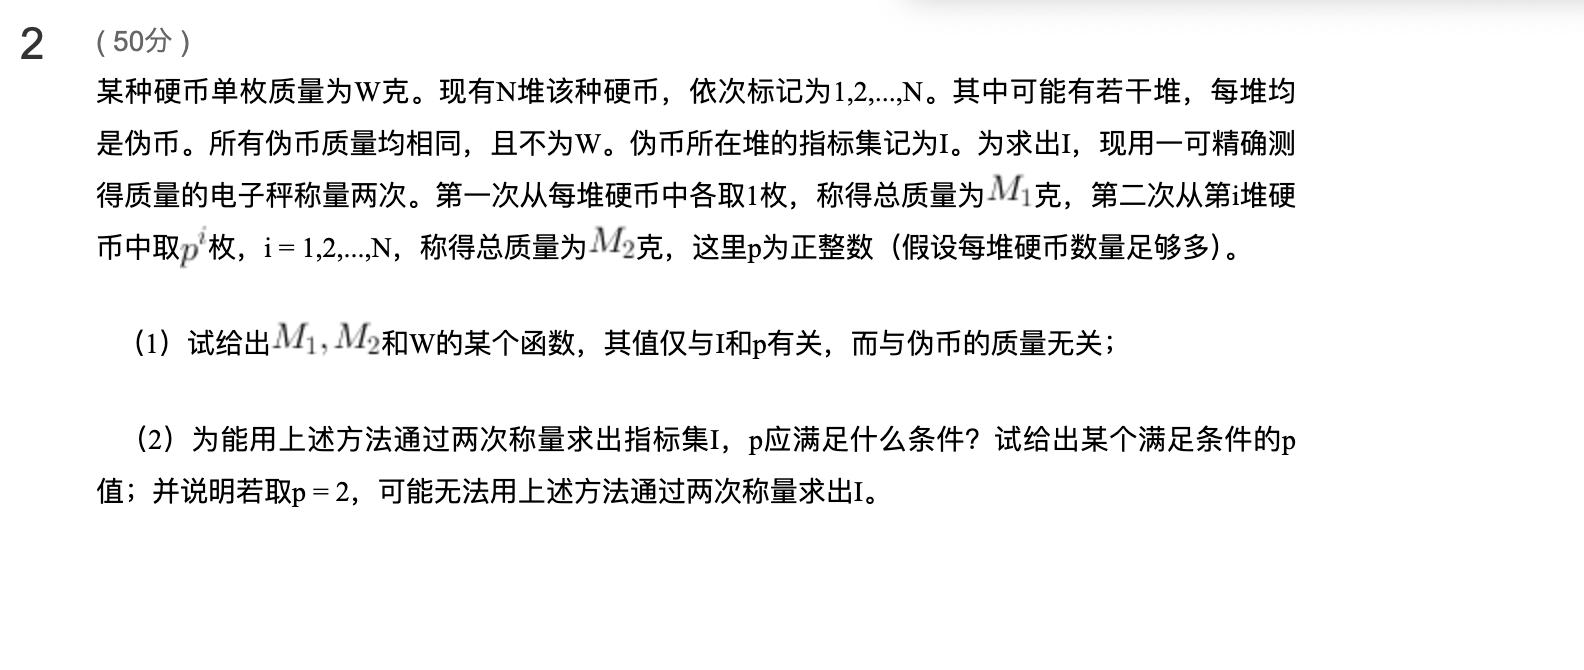 2 ( 50分 )
某种硬币单枚质量为W克。现有N堆该种硬币，依次标记为1,2,...,N。其中可能有若干堆，每堆均
是伪币。所有伪币质量均相同，且不为W。伪币所在堆的指标集记为I。为求出I，现用一可精确测
得质量的电子秤称量两次。第一次从每堆硬币中各取1枚，称得总质量为M₁克，第二次从第i堆硬
币中取pⁱ枚，i = 1,2,...,N，称得总质量为M₂克，这里p为正整数（假设每堆硬币数量足够多）。
（1）试给出M₁, M₂和W的某个函数，其值仅与I和p有关，而与伪币的质量无关；
（2）为能用上述方法通过两次称量求出指标集I，p应满足什么条件？试给出某个满足条件的p
值；并说明若取p = 2，可能无法用上述方法通过两次称量求出I。